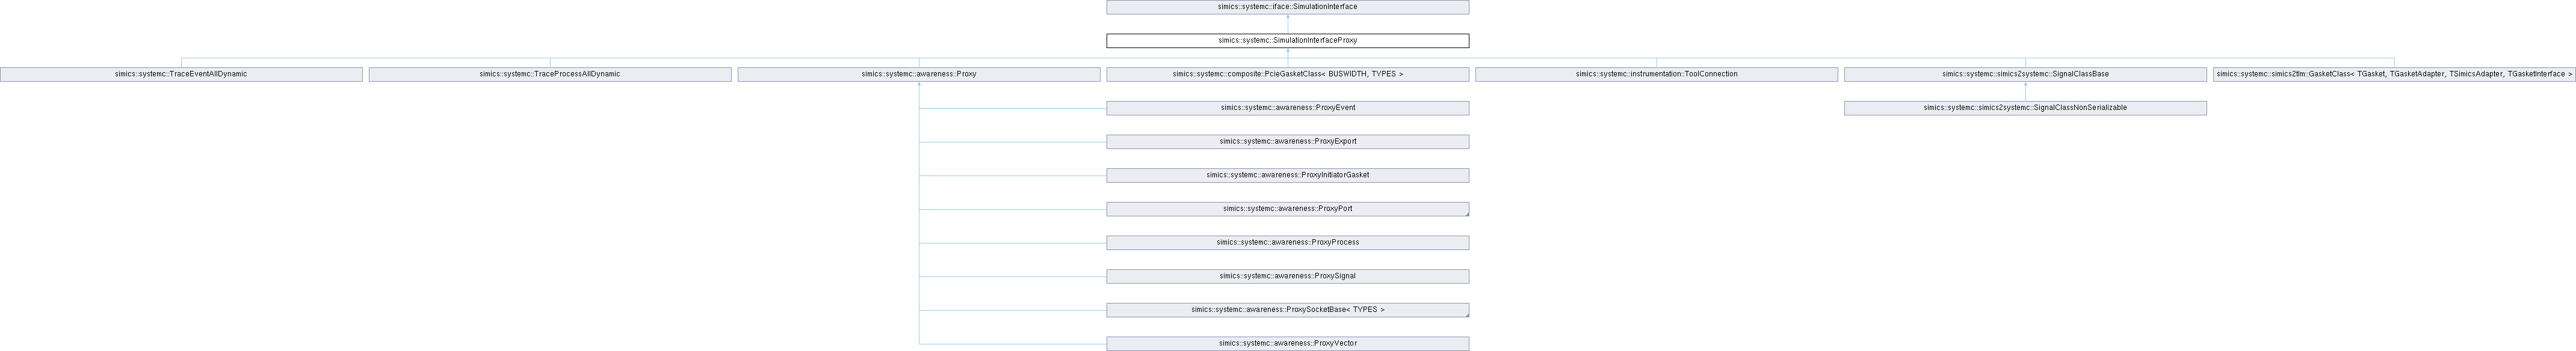 simics::systemc::iface::SimulationInterface
simics::systemc::SimulationInterfaceProxy
simics::systemc::TraceEventAllDynamic
simics::systemc::TraceProcessAllDynamic
simics::systemc::awareness::Proxy
simics::systemc::composite::PcieGasketClass< BUSWIDTH, TYPES >
simics::systemc::instrumentation::ToolConnection
simics::systemc::simics2systemc::SignalClassBase
simics::systemc::simics2tlm::GasketClass< TGasket, TGasketAdapter, TSimicsAdapter, TGasketInterface >
simics::systemc::awareness::ProxyEvent
simics::systemc::simics2systemc::SignalClassNonSerializable
simics::systemc::awareness::ProxyExport
simics::systemc::awareness::ProxyInitiatorGasket
simics::systemc::awareness::ProxyPort
simics::systemc::awareness::ProxyProcess
simics::systemc::awareness::ProxySignal
simics::systemc::awareness::ProxySocketBase< TYPES >
simics::systemc::awareness::ProxyVector